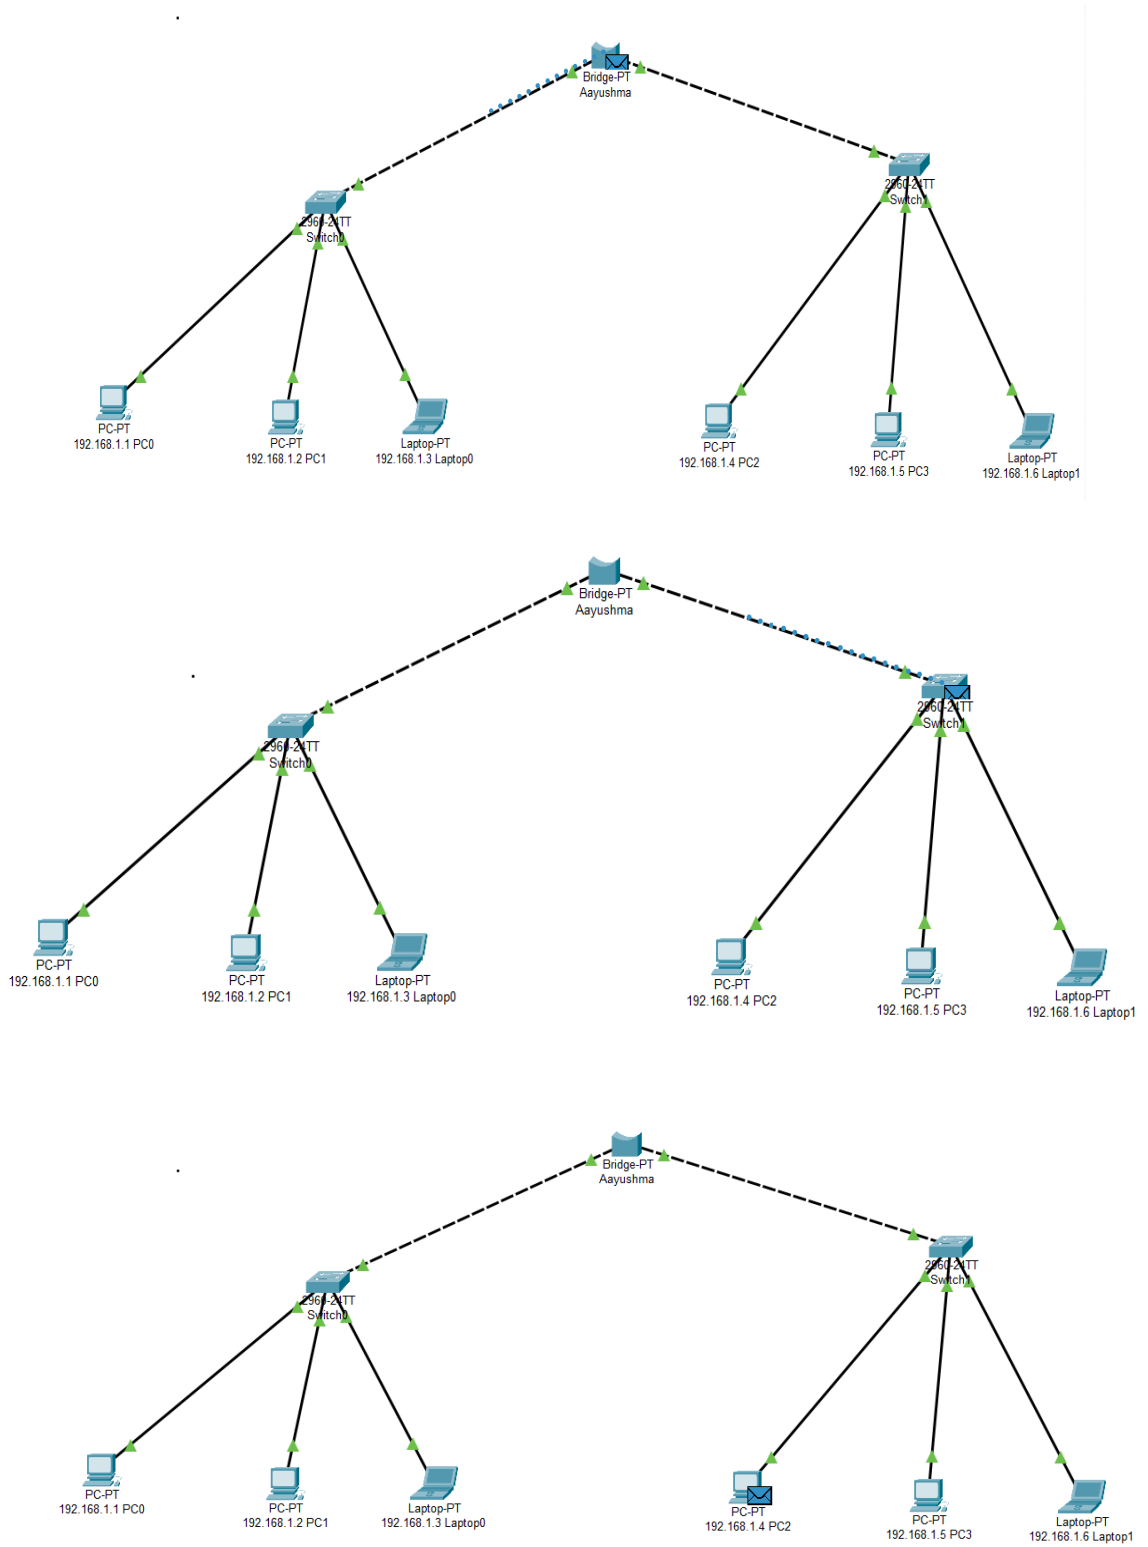 Bridge-PT
Aayushma
2960-24TT
Switch1
2960-24TT
Switch0
PC-PT
192.168.1.1 PC0
PC-PT
192.168.1.2 PC1
Laptop-PT
192.168.1.3 Laptop0
PC-PT
192.168.1.4 PC2
PC-PT
192.168.1.5 PC3
Laptop-PT
192.168.1.6 Laptop1
Bridge-PT
Aayushma
2960-24TT
Switch1
2960-24TT
Switch0
PC-PT
192.168.1.1 PC0
PC-PT
192.168.1.2 PC1
Laptop-PT
192.168.1.3 Laptop0
PC-PT
192.168.1.4 PC2
PC-PT
192.168.1.5 PC3
Laptop-PT
192.168.1.6 Laptop1
Bridge-PT
Aayushma
2960-24TT
Switch1
2960-24TT
Switch0
PC-PT
192.168.1.1 PC0
PC-PT
192.168.1.2 PC1
Laptop-PT
192.168.1.3 Laptop0
PC-PT
192.168.1.4 PC2
PC-PT
192.168.1.5 PC3
Laptop-PT
192.168.1.6 Laptop1